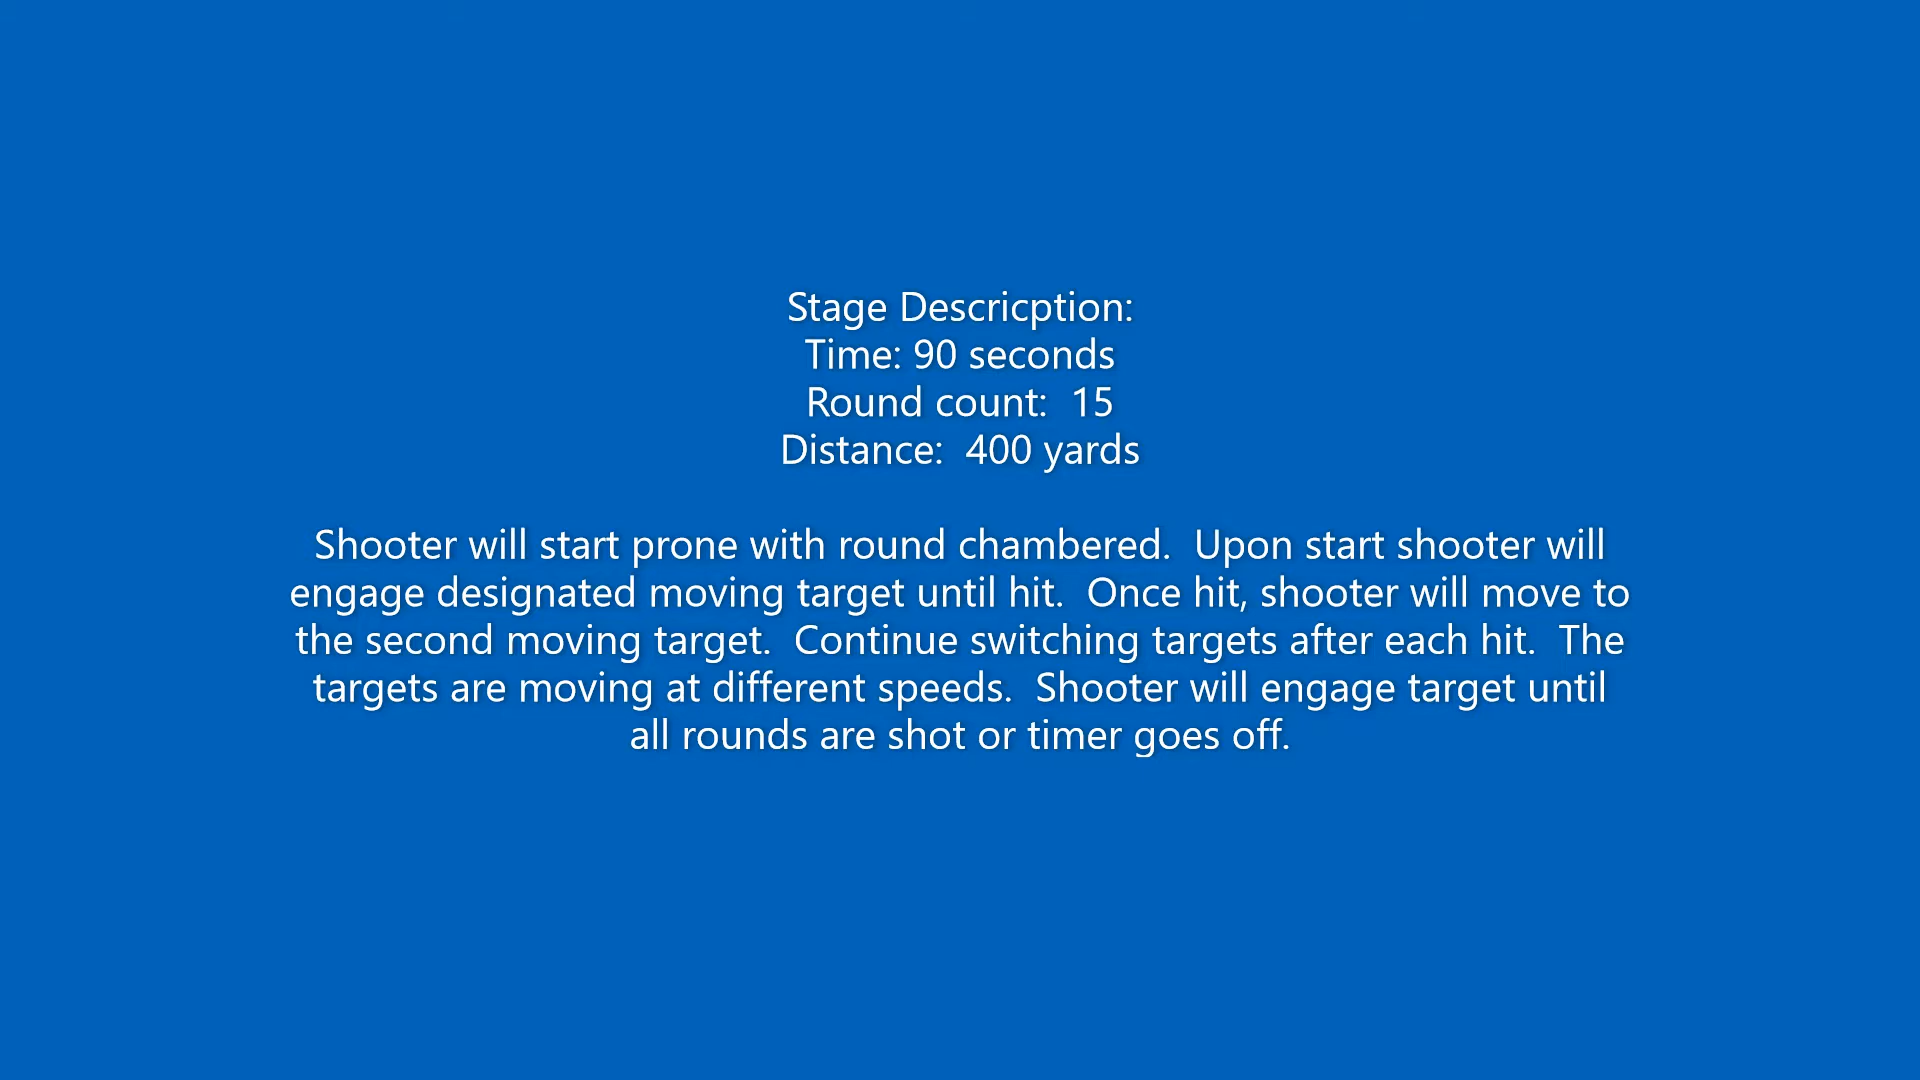 Stage Descricption:
Time: 90 seconds
Round count:  15
Distance:  400 yards
Shooter will start prone with round chambered.  Upon start shooter will
engage designated moving target until hit.  Once hit, shooter will move to
the second moving target.  Continue switching targets after each hit.  The
targets are moving at different speeds.  Shooter will engage target until
all rounds are shot or timer goes off.